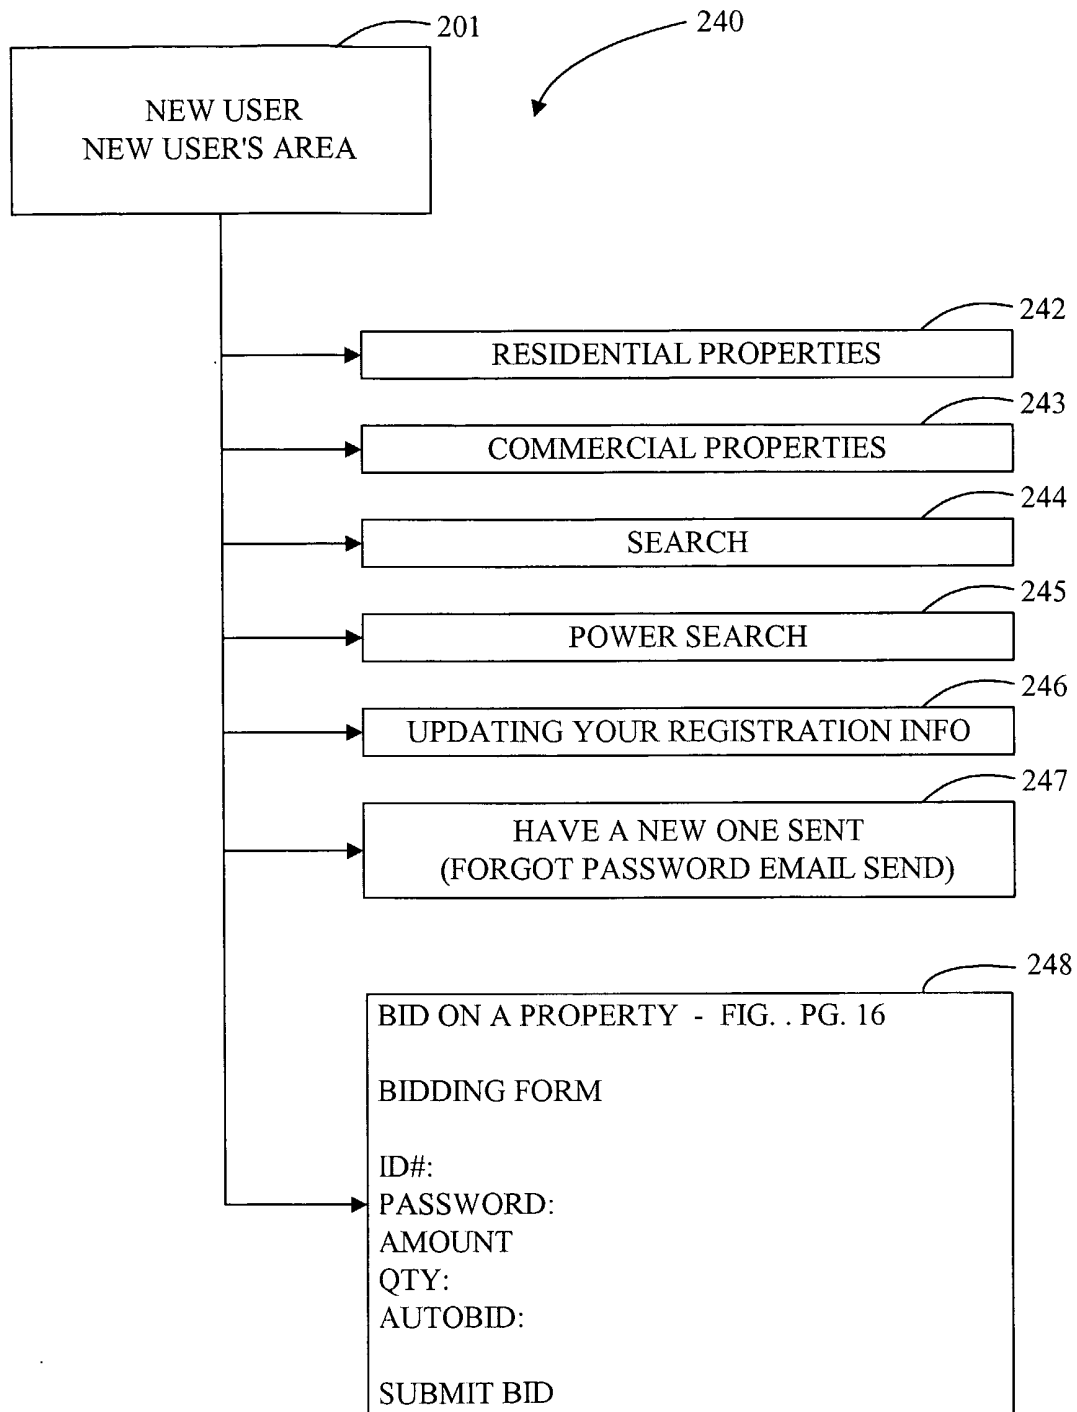 201
240
NEW USER
NEW USER'S AREA
242
RESIDENTIAL PROPERTIES
243
COMMERCIAL PROPERTIES
244
SEARCH
245
POWER SEARCH
246
UPDATING YOUR REGISTRATION INFO
247
HAVE A NEW ONE SENT
(FORGOT PASSWORD EMAIL SEND)
248
BID ON A PROPERTY - FIG. . PG. 16
BIDDING FORM
ID#:
PASSWORD:
AMOUNT
QTY:
AUTOBID:
SUBMIT BID